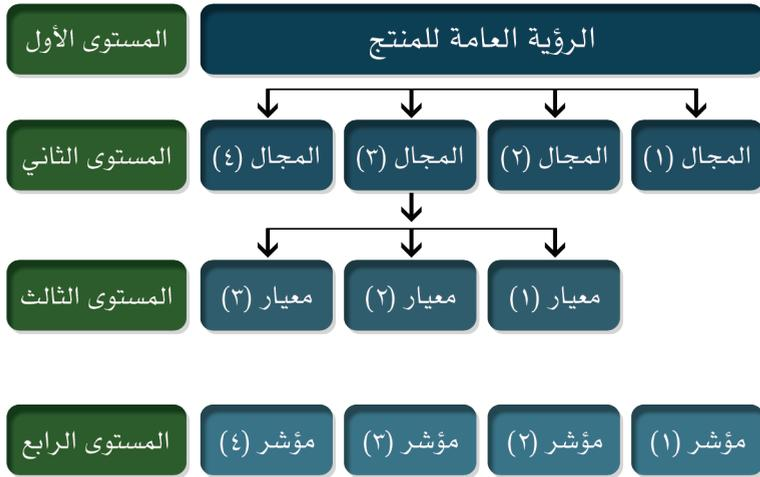 الرؤية العامة للمنتج
المستوى الأول
المجال (١)
المجال (٢)
المجال (٣)
المجال (٤)
المستوى الثاني
معيار (١)
معيار (٢)
معيار (٣)
المستوى الثالث
مؤشر (١)
مؤشر (٢)
مؤشر (٣)
مؤشر (٤)
المستوى الرابع